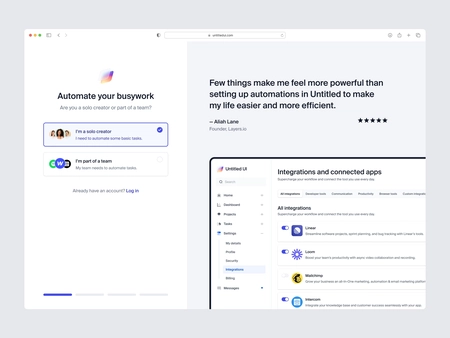 untitledui.com
Automate your busywork
Are you a solo creator or part of a team?
I'm a solo creator
I need to automate some basic tasks.
I'm part of a team
My team needs to automate tasks.
Already have an account? Log in
Few things make me feel more powerful than
setting up automations in Untitled to make
my life easier and more efficient.
— Aliah Lane
Founder, Layers.io
Untitled UI
Search
Home
Dashboard
Projects
Tasks
Settings
My details
Profile
Security
Integrations
Billing
Messages
Integrations and connected apps
Supercharge your workflow and connect the tool you use every day.
All integrations
Developer tools
Communication
Productivity
Browser tools
Custom integration
All integrations
Supercharge your workflow and connect the tool you use every day.
Linear
Streamline software projects, sprint planning, and bug tracking with Linear's
Loom
Boost your team's productivity with async video collaboration and recording.
Mailchimp
Grow your business on all-in-One marketing, automation & email marketing platform
Intercom
Integrate your knowledge base and customer success dashboards with your app.